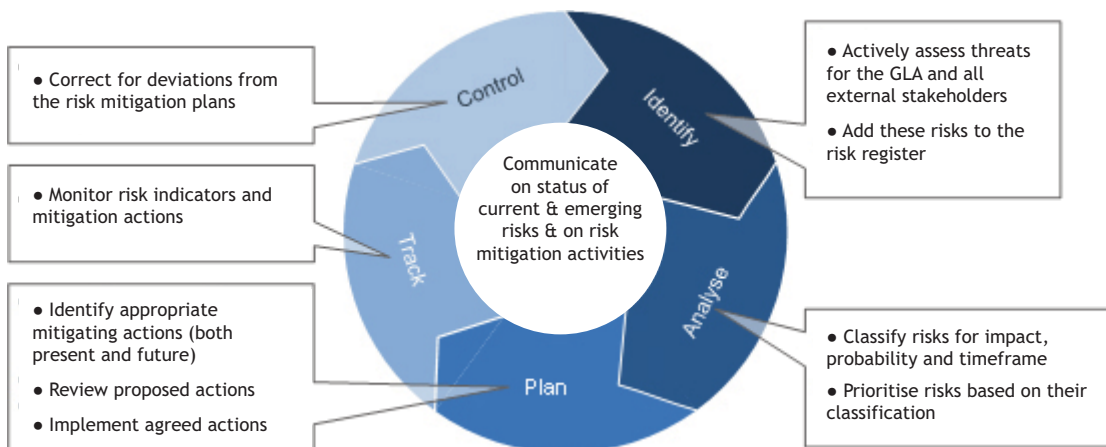 Control
● Correct for deviations from
the risk mitigation plans
Identify
● Actively assess threats
for the GLA and all
external stakeholders
● Add these risks to the
risk register
Communicate
on status of
current & emerging
risks & on risk
mitigation activities
Track
● Monitor risk indicators and
mitigation actions
Analyse
● Classify risks for impact,
probability and timeframe
● Prioritise risks based on their
classification
Plan
● Identify appropriate
mitigating actions (both
present and future)
● Review proposed actions
● Implement agreed actions